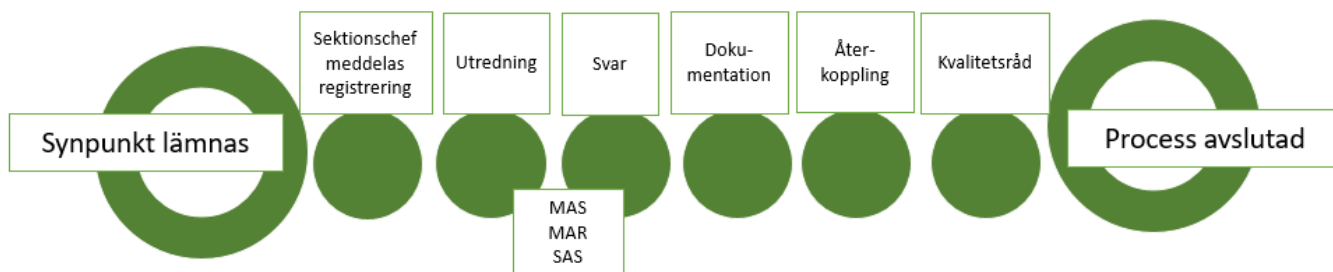 Synpunkt lämnas
Sektionschef
meddelas
registrering
Utredning
Svar
Doku-
mentation
Åter-
koppling
Kvalitetsråd
Process avslutad
MAS
MAR
SAS